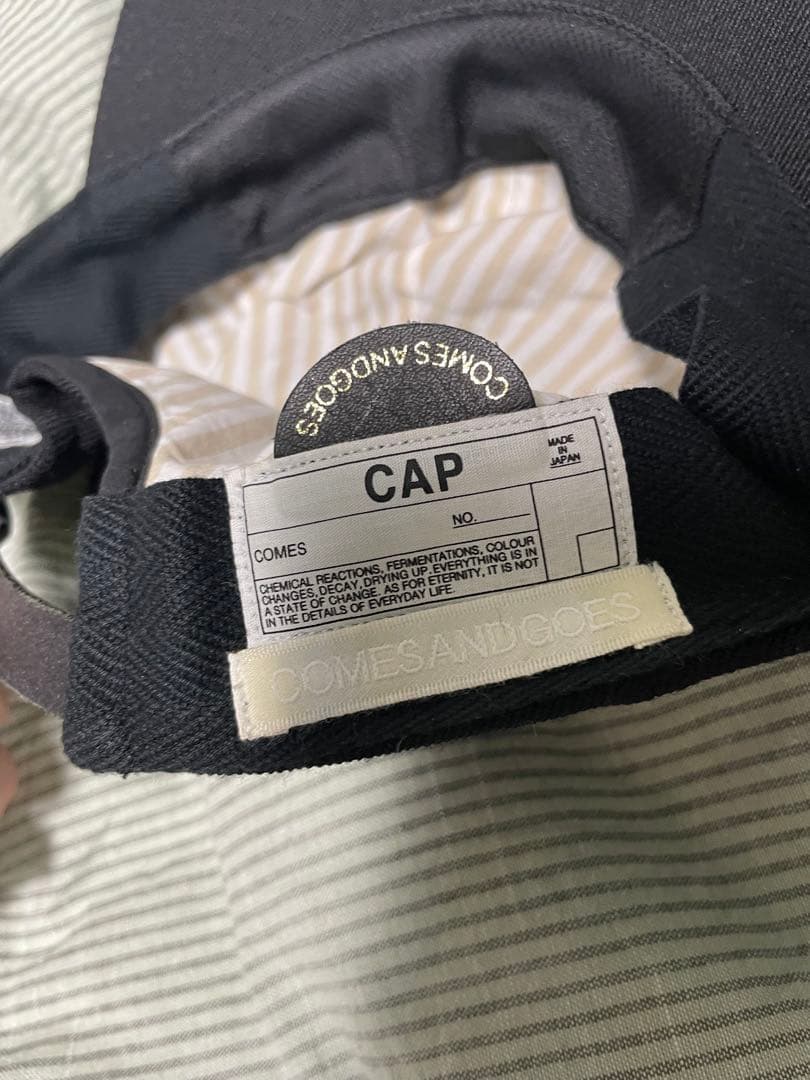 COMESANDGOES
CAP
MADE
IN
JAPAN
NO.
COMES
CHEMICAL REACTIONS, FERMENTATIONS, COLOUR
CHANGES, DECAY, DRYING UP. EVERYTHING IS IN
A STATE OF CHANGE. AS FOR ETERNITY, IT IS NOT
IN THE DETAILS OF EVERYDAY LIFE.
COMESANDGOES